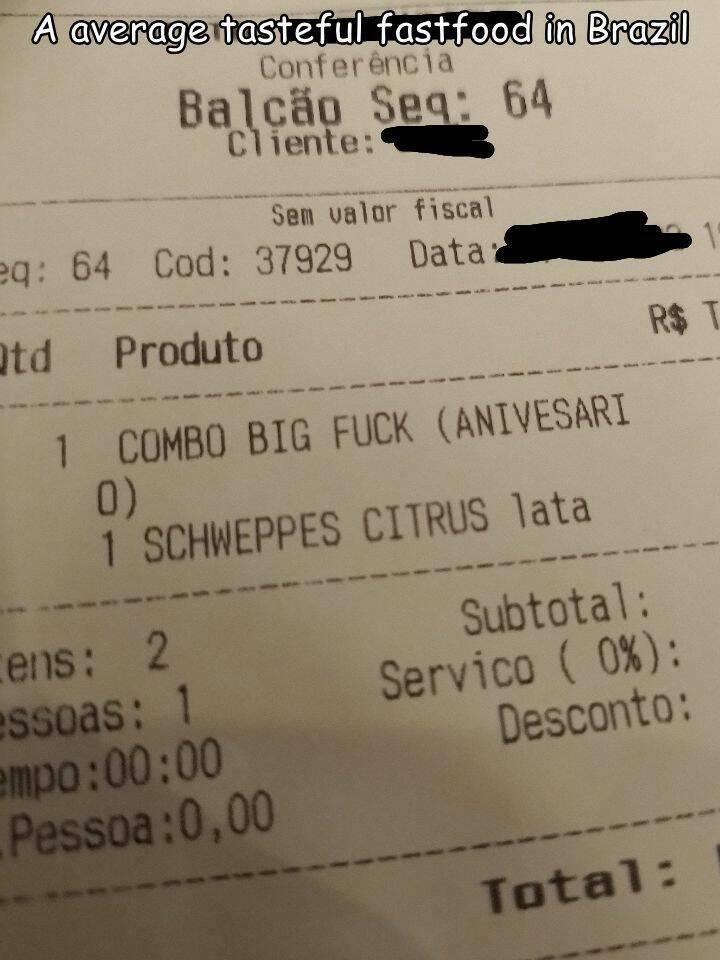 A average tasteful fastfood in Brazil
Conferência
Balcão Seq: 64
Cliente:
Sem valor fiscal
eq: 64 Cod: 37929 Data:
Qtd Produto R$ T
1 COMBO BIG FUCK (ANIVESARI
O)
1 SCHWEPPES CITRUS lata
tens: 2 Subtotal:
essoas: 1 Servico ( 0%):
empo:00:00 Desconto:
.Pessoa:0,00
Total: